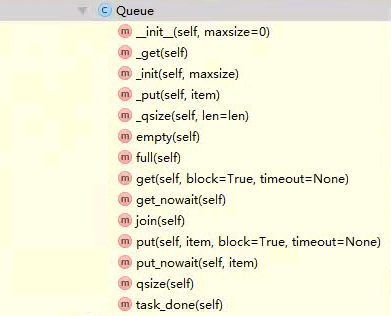 C Queue
m __init__(self, maxsize=0)
m _get(self)
m _init(self, maxsize)
m _put(self, item)
m _qsize(self, len=len)
m empty(self)
m full(self)
m get(self, block=True, timeout=None)
m get_nowait(self)
m join(self)
m put(self, item, block=True, timeout=None)
m put_nowait(self, item)
m qsize(self)
m task_done(self)